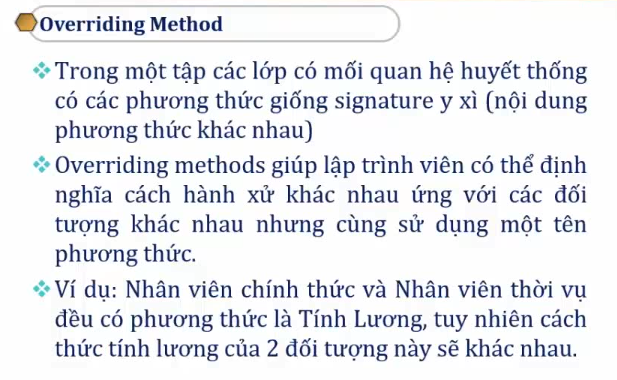 Overriding Method
Trong một tập các lớp có mối quan hệ huyết thống
có các phương thức giống signature y xì (nội dung
phương thức khác nhau)
Overriding methods giúp lập trình viên có thể định
nghĩa cách hành xử khác nhau ứng với các đối
tượng khác nhau nhưng cùng sử dụng một tên
phương thức.
Ví dụ: Nhân viên chính thức và Nhân viên thời vụ
đều có phương thức là Tính Lương, tuy nhiên cách
thức tính lương của 2 đối tượng này sẽ khác nhau.